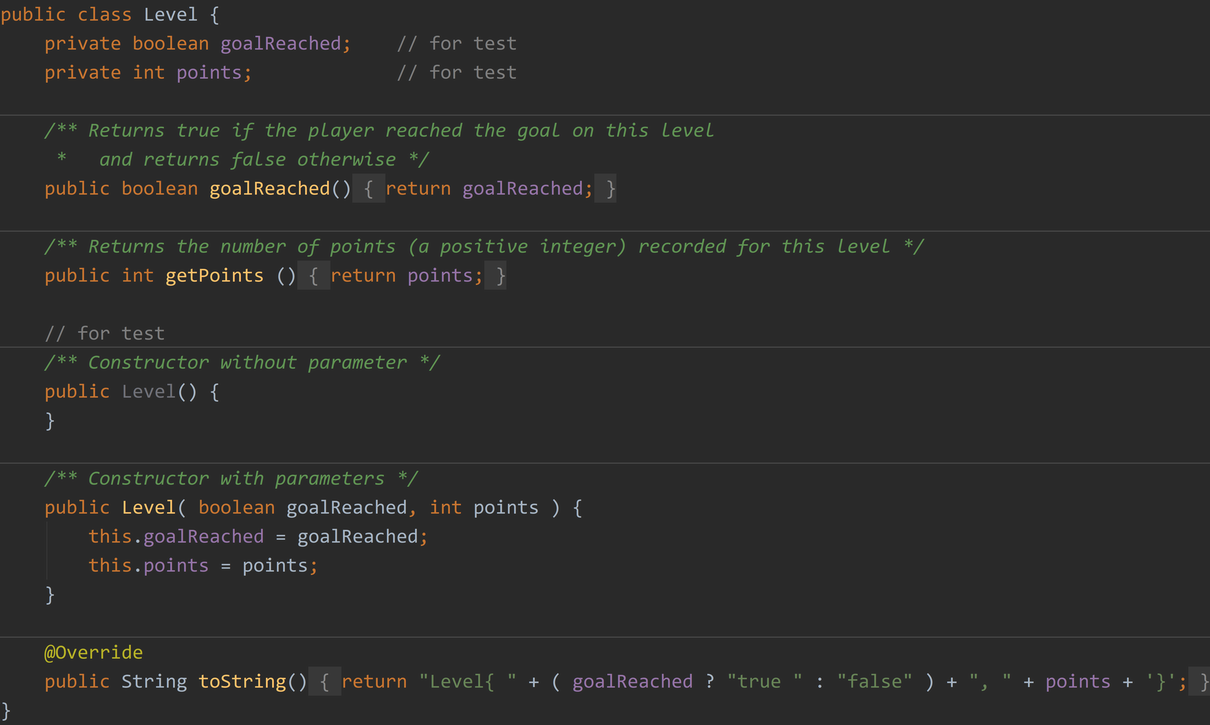 public class Level {
    private boolean goalReached;    // for test
    private int points;             // for test
    /** Returns true if the player reached the goal on this level
     *   and returns false otherwise */
    public boolean goalReached() { return goalReached; }
    /** Returns the number of points (a positive integer) recorded for this level */
    public int getPoints () { return points; }
    // for test
    /** Constructor without parameter */
    public Level() {
    }
    /** Constructor with parameters */
    public Level( boolean goalReached, int points ) {
        this.goalReached = goalReached;
        this.points = points;
    }
    @Override
    public String toString() { return "Level{ " + ( goalReached ? "true " : "false" ) + ", " + points + '}'; }
}